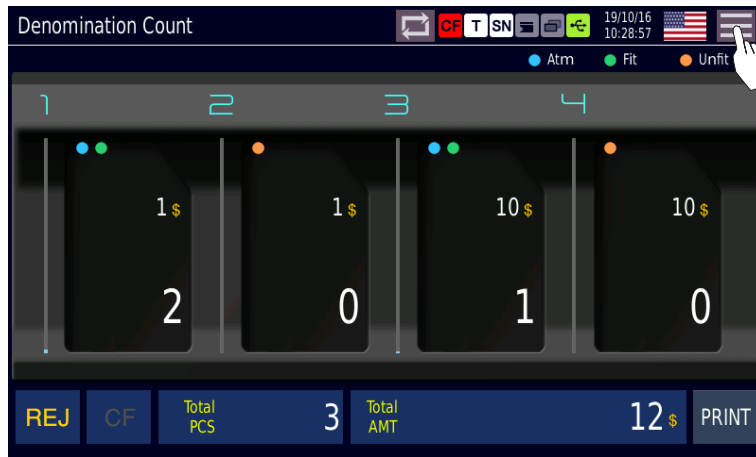 Denomination Count
CF T SN
19/10/16
10:28:57
Atm Fit Unfit
1 2 3 4
1 $ 1 $ 10 $ 10 $
2 0 1 0
REJ CF Total PCS 3 Total AMT 12 $ PRINT